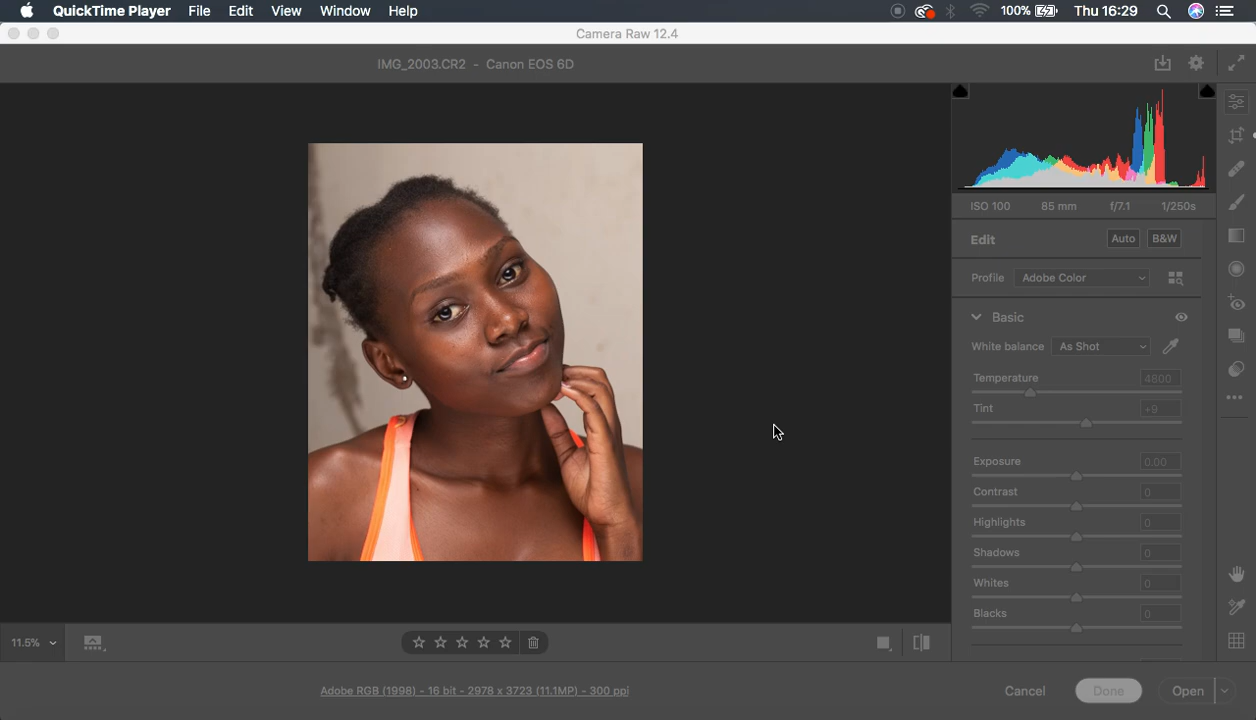 QuickTime Player File Edit View Window Help 100% Thu 16:29
Camera Raw 12.4
IMG_2003.CR2 - Canon EOS 6D
ISO 100 85 mm f/7.1 1/250s
Edit Auto B&W
Profile Adobe Color
Basic
White balance As Shot
Temperature 4800
Tint +9
Exposure 0.00
Contrast 0
Highlights 0
Shadows 0
Whites 0
Blacks 0
11.5%
Adobe RGB (1998) - 16 bit - 2978 x 3723 (11.1MP) - 300 ppi
Cancel Done Open